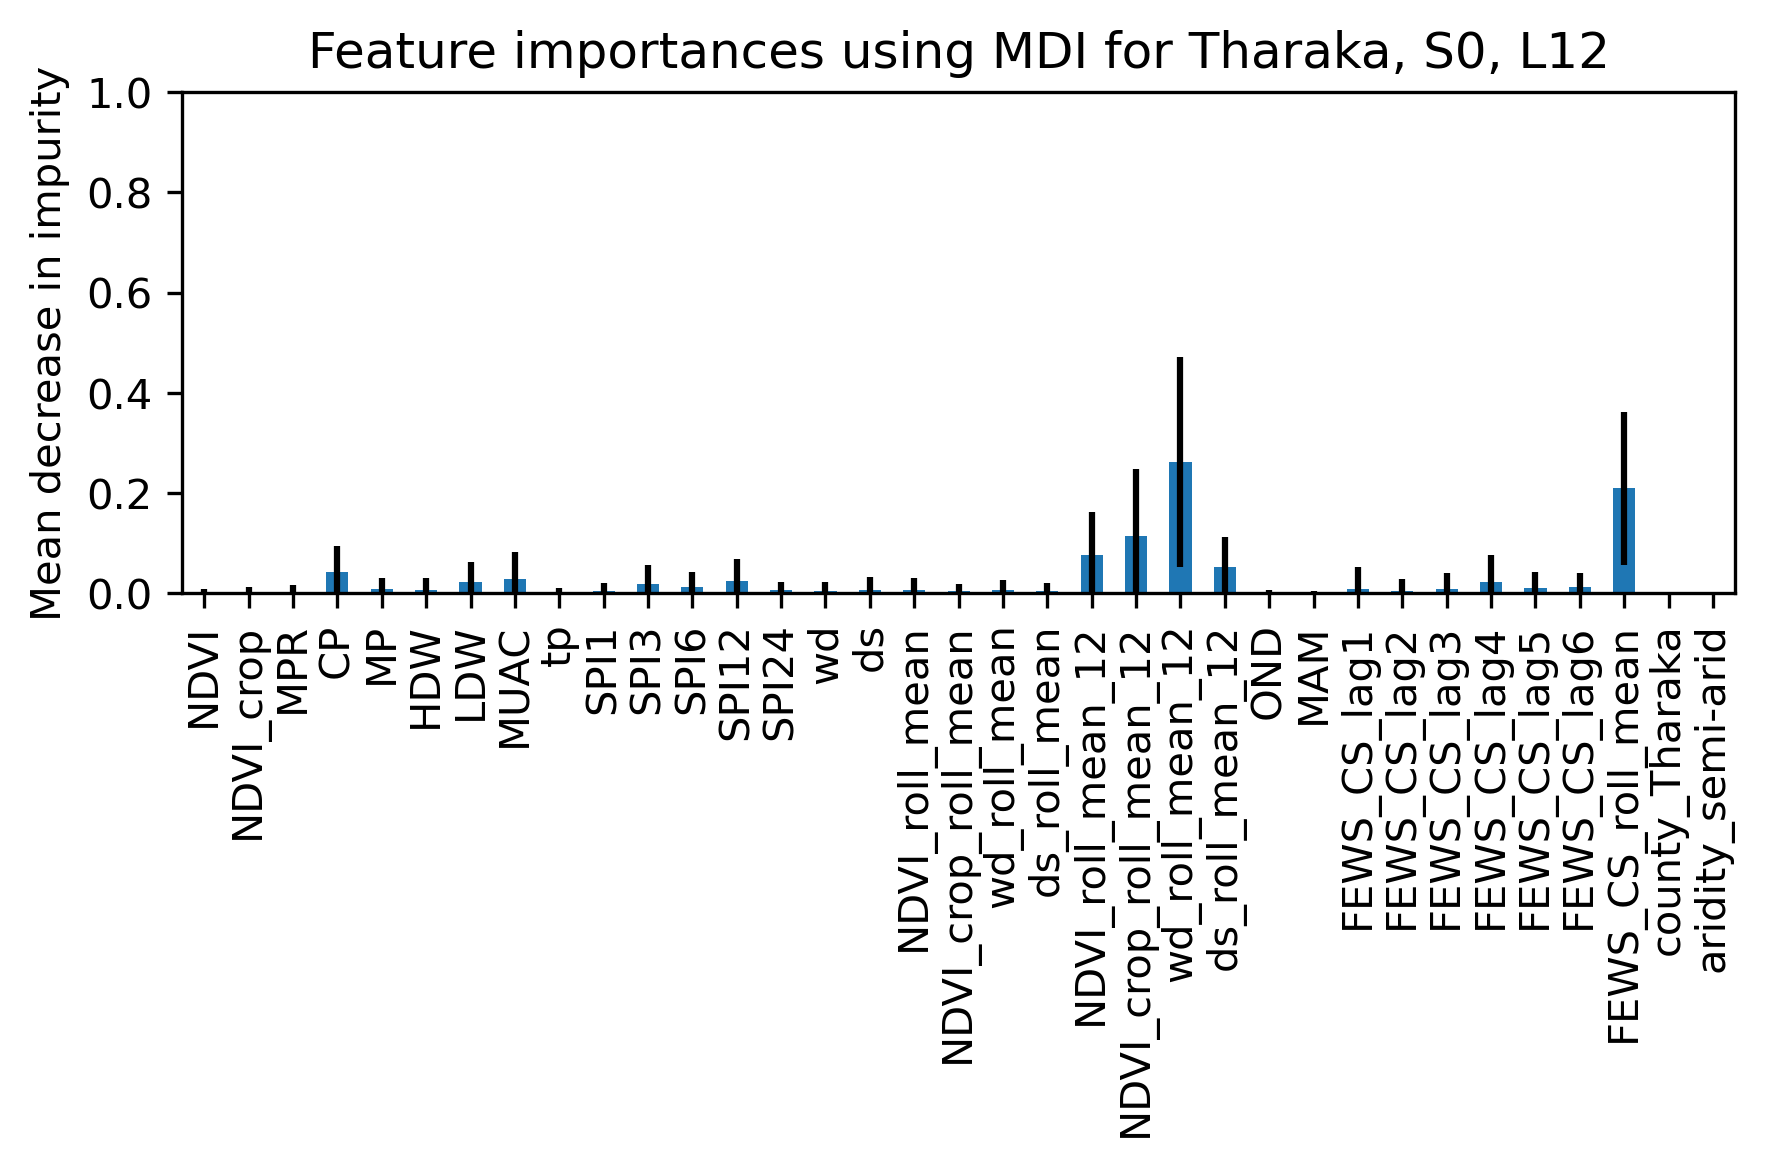 Feature importances using MDI for Tharaka, S0, L12
Mean decrease in impurity
1.0
0.8
0.6
0.4
0.2
0.0
NDVI
NDVI_crop
MPR
CP
MP
HDW
LDW
MUAC
tp
SPI1
SPI3
SPI6
SPI12
SPI24
wd
ds
NDVI_roll_mean
NDVI_crop_roll_mean
wd_roll_mean
ds_roll_mean
NDVI_roll_mean_12
NDVI_crop_roll_mean_12
wd_roll_mean_12
ds_roll_mean_12
OND
MAM
FEWS_CS_lag1
FEWS_CS_lag2
FEWS_CS_lag3
FEWS_CS_lag4
FEWS_CS_lag5
FEWS_CS_lag6
FEWS_CS_roll_mean
county_Tharaka
aridity_semi-arid